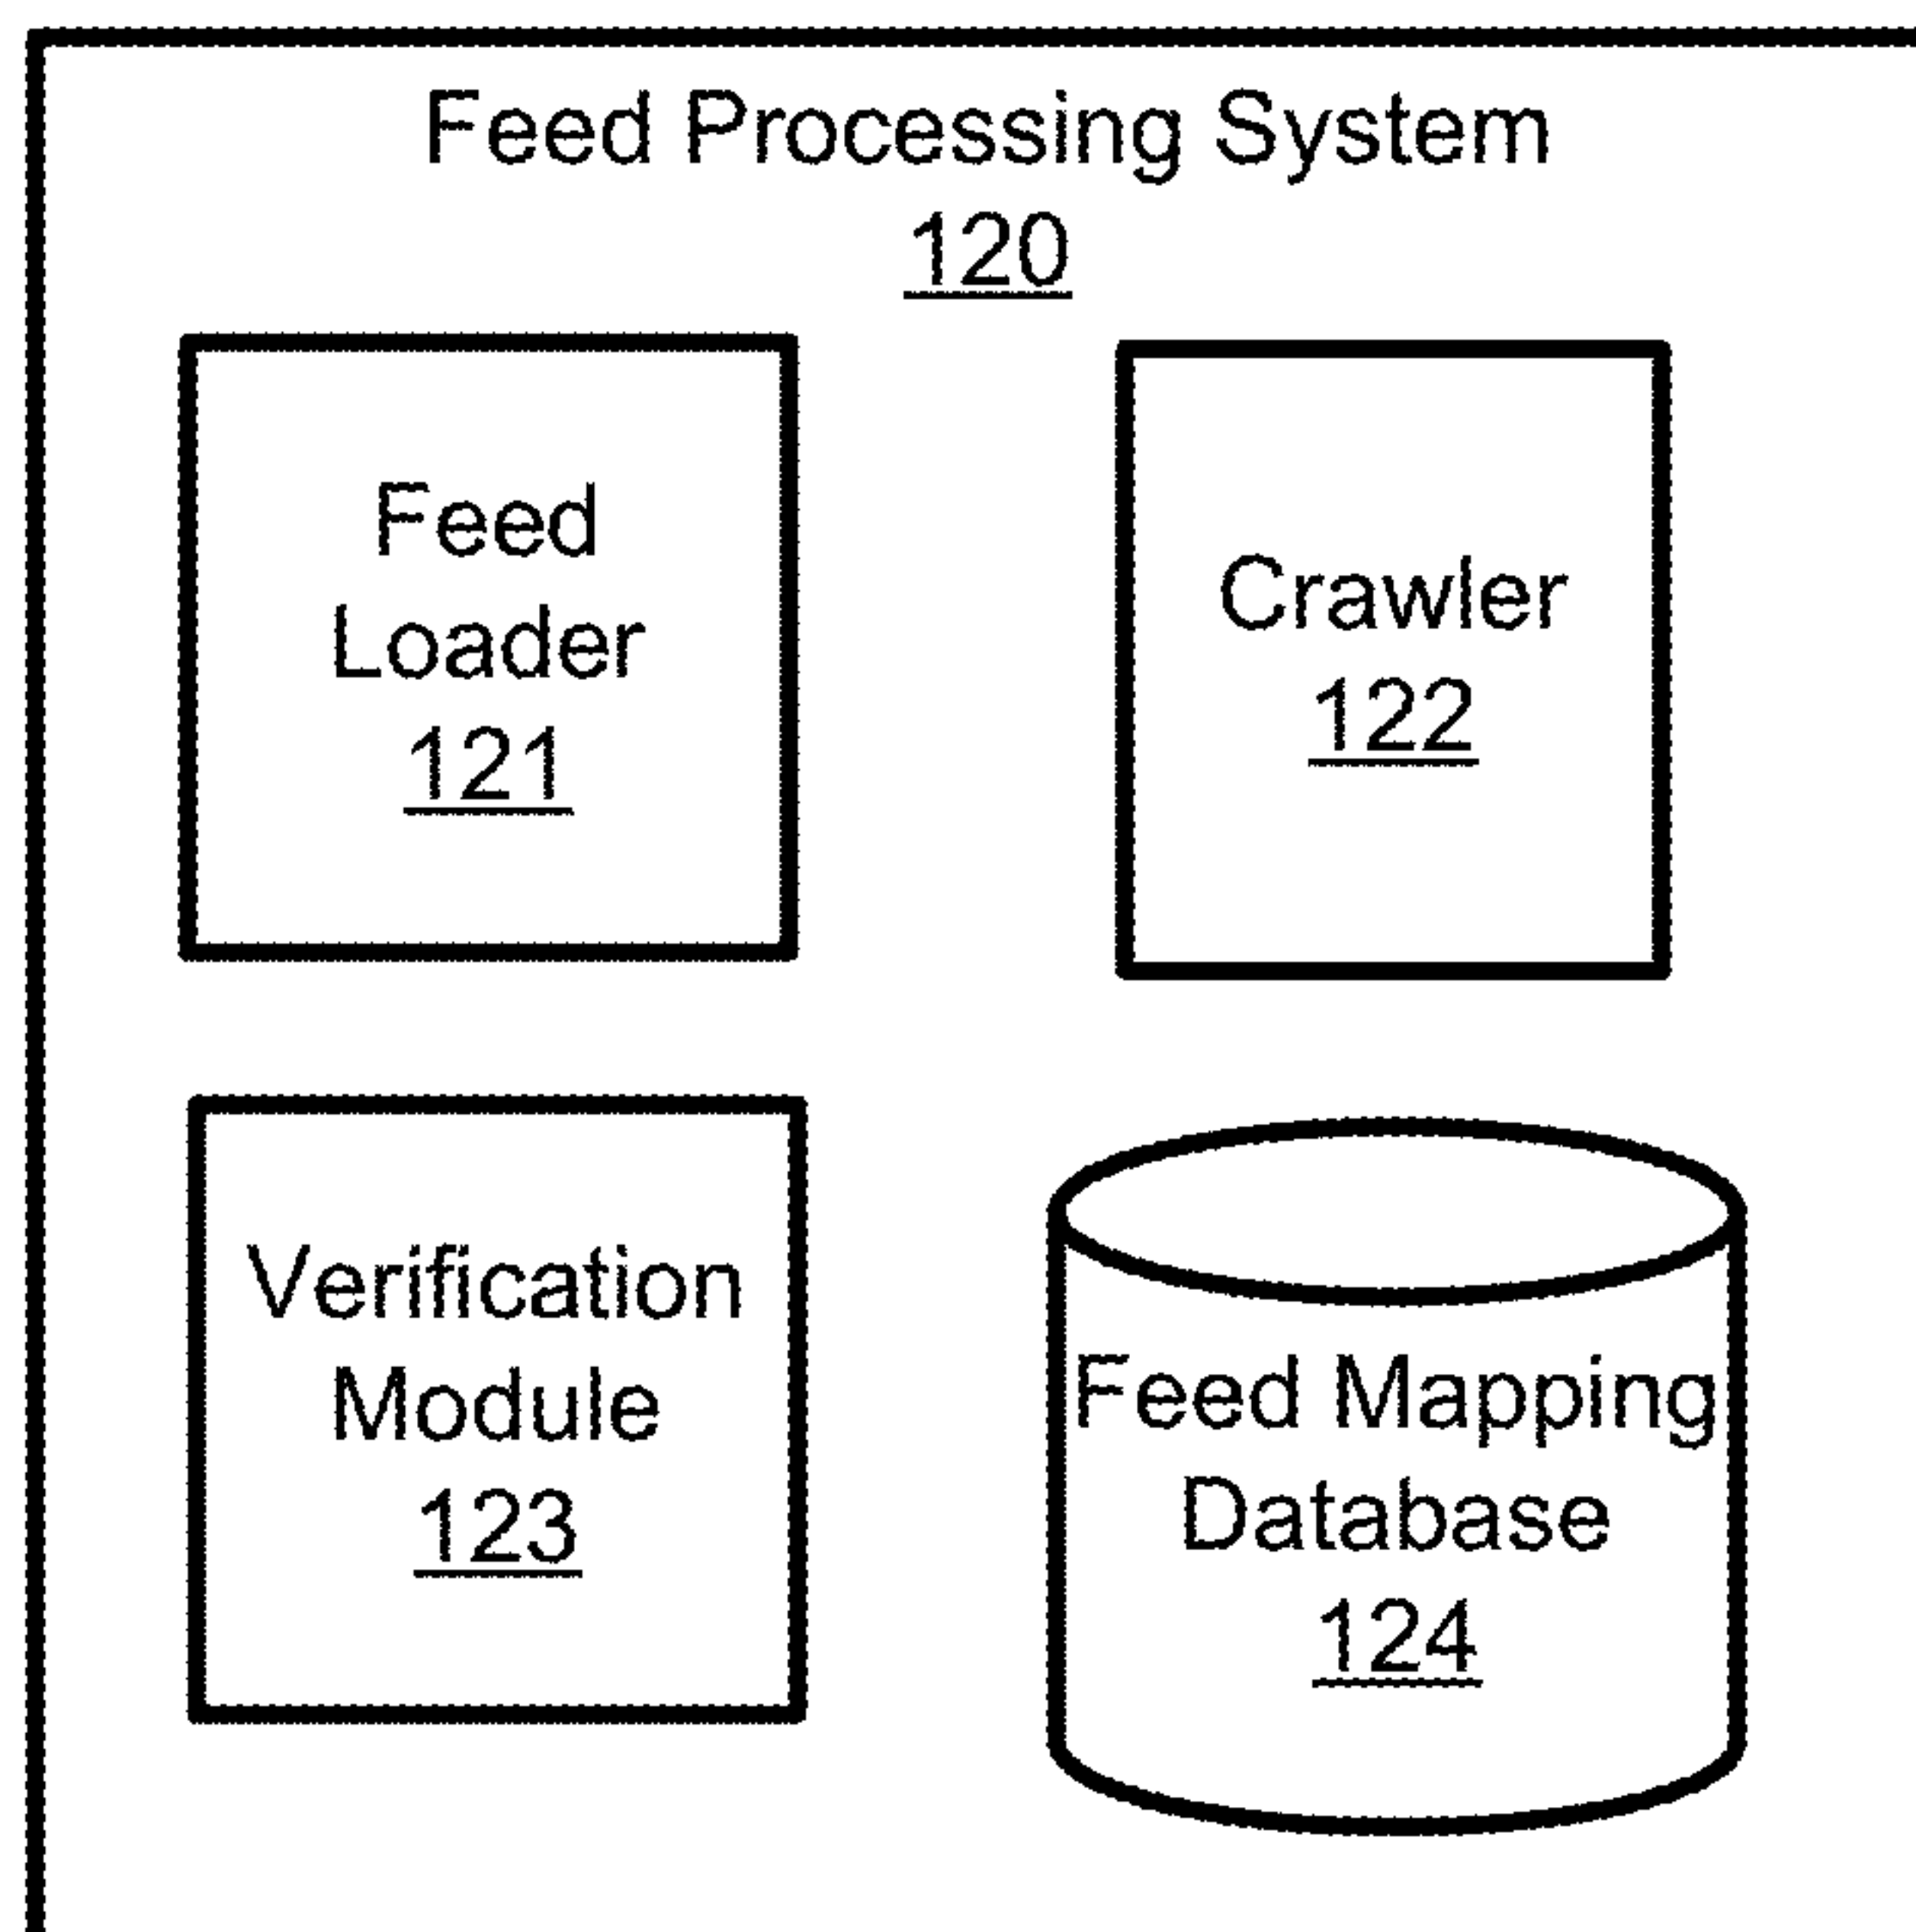 Feed Processing System
120
Feed
Loader
121
Crawler
122
Verification
Module
123
Feed Mapping
Database
124